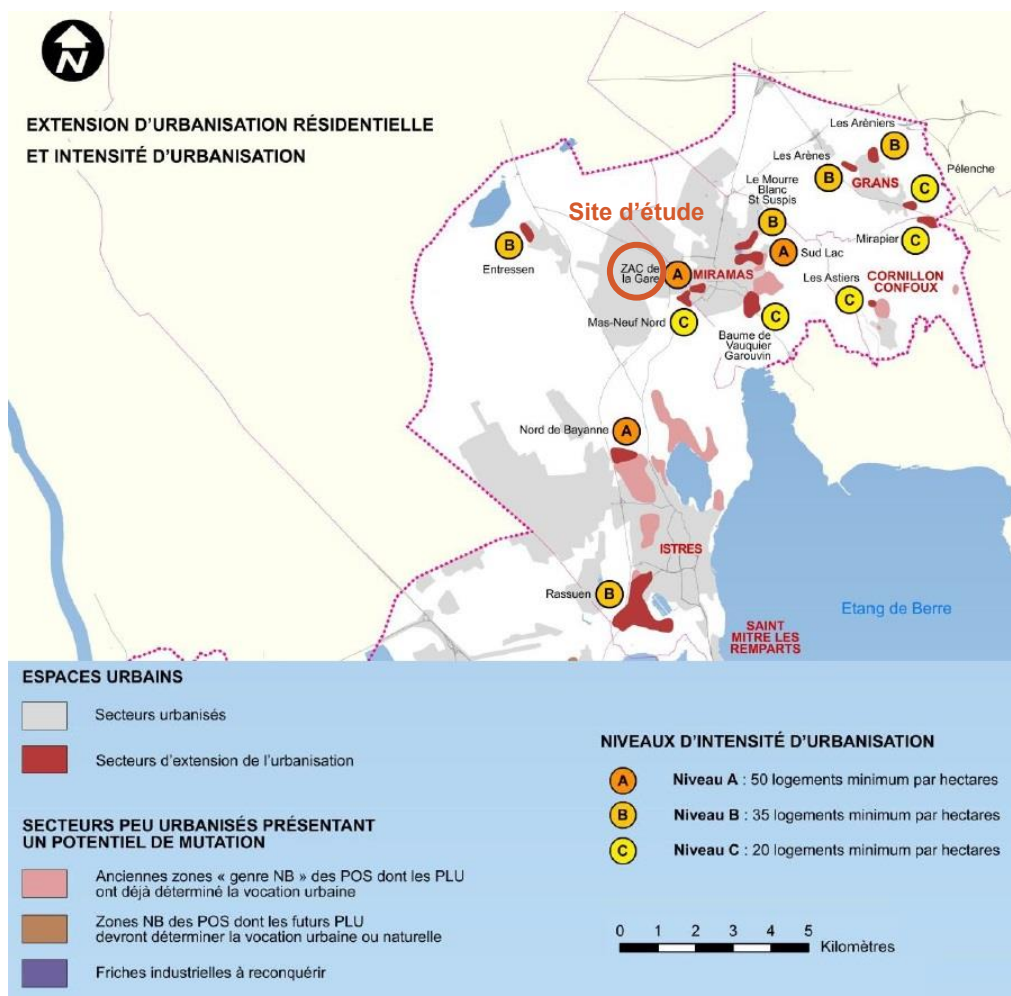 N
EXTENSION D'URBANISATION RÉSIDENTIELLE
ET INTENSITÉ D'URBANISATION
Les Aréniers
B
Les Arènes
B
GRANS
Pélenche
C
Le Mourre
Blanc
St Suspis
B
Mirapier
C
Site d'étude
B
Entressen
ZAC de
la Gare
A
MIRAMAS
A
Sud Lac
Les Astiers
C
CORNILLON
CONFOUX
Mas-Neuf Nord
C
C
Baume de
Vauquier
Garouvin
Nord de Bayanne
A
ISTRES
Rassuen
B
Etang de Berre
SAINT
MITRE LES
REMPARTS
ESPACES URBAINS
Secteurs urbanisés
Secteurs d'extension de l'urbanisation
SECTEURS PEU URBANISÉS PRÉSENTANT
UN POTENTIEL DE MUTATION
Anciennes zones « genre NB » des POS dont les PLU
ont déjà déterminé la vocation urbaine
Zones NB des POS dont les futurs PLU
devront déterminer la vocation urbaine ou naturelle
Friches industrielles à reconquérir
NIVEAUX D'INTENSITÉ D'URBANISATION
A Niveau A : 50 logements minimum par hectares
B Niveau B : 35 logements minimum par hectares
C Niveau C : 20 logements minimum par hectares
0 1 2 3 4 5
Kilomètres